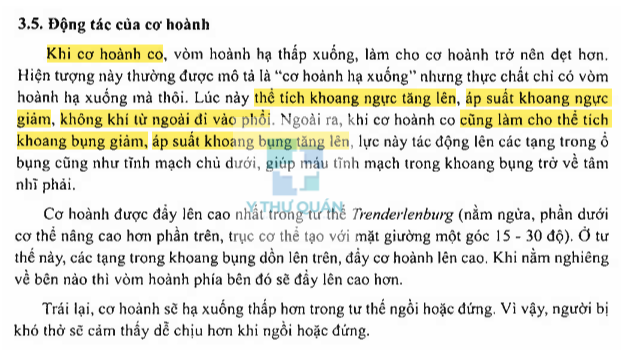 3.5. Động tác của cơ hoành
Khi cơ hoành co, vòm hoành hạ thấp xuống, làm cho cơ hoành trở nên dẹt hơn.
Hiện tượng này thường được mô tả là “cơ hoành hạ xuống” nhưng thực chất chỉ có vòm
hoành hạ xuống mà thôi. Lúc này thể tích khoang ngực tăng lên, áp suất khoang ngực
giảm, không khí từ ngoài đi vào phổi. Ngoài ra, khi cơ hoành co cũng làm cho thể tích
khoang bụng giảm, áp suất khoang bụng tăng lên, lực này tác động lên các tạng trong ổ
bụng cũng như tĩnh mạch chủ dưới, giúp máu tĩnh mạch trong khoang bụng trở về tâm
nhĩ phải.
Y THƯ QUÁN
Cơ hoành được đẩy lên cao nhất trong tư thế Trenderlenburg (nằm ngửa, phần dưới
cơ thể nâng cao hơn phần trên, trục cơ thể tạo với mặt giường một góc 15 - 30 độ). Ở tư
thế này, các tạng trong khoang bụng dồn lên trên, đẩy cơ hoành lên cao. Khi nằm nghiêng
về bên nào thì vòm hoành phía bên đó sẽ đẩy lên cao hơn.
Trái lại, cơ hoành sẽ hạ xuống thấp hơn trong tư thế ngồi hoặc đứng. Vì vậy, người bị
khó thở sẽ cảm thấy dễ chịu hơn khi ngồi hoặc đứng.